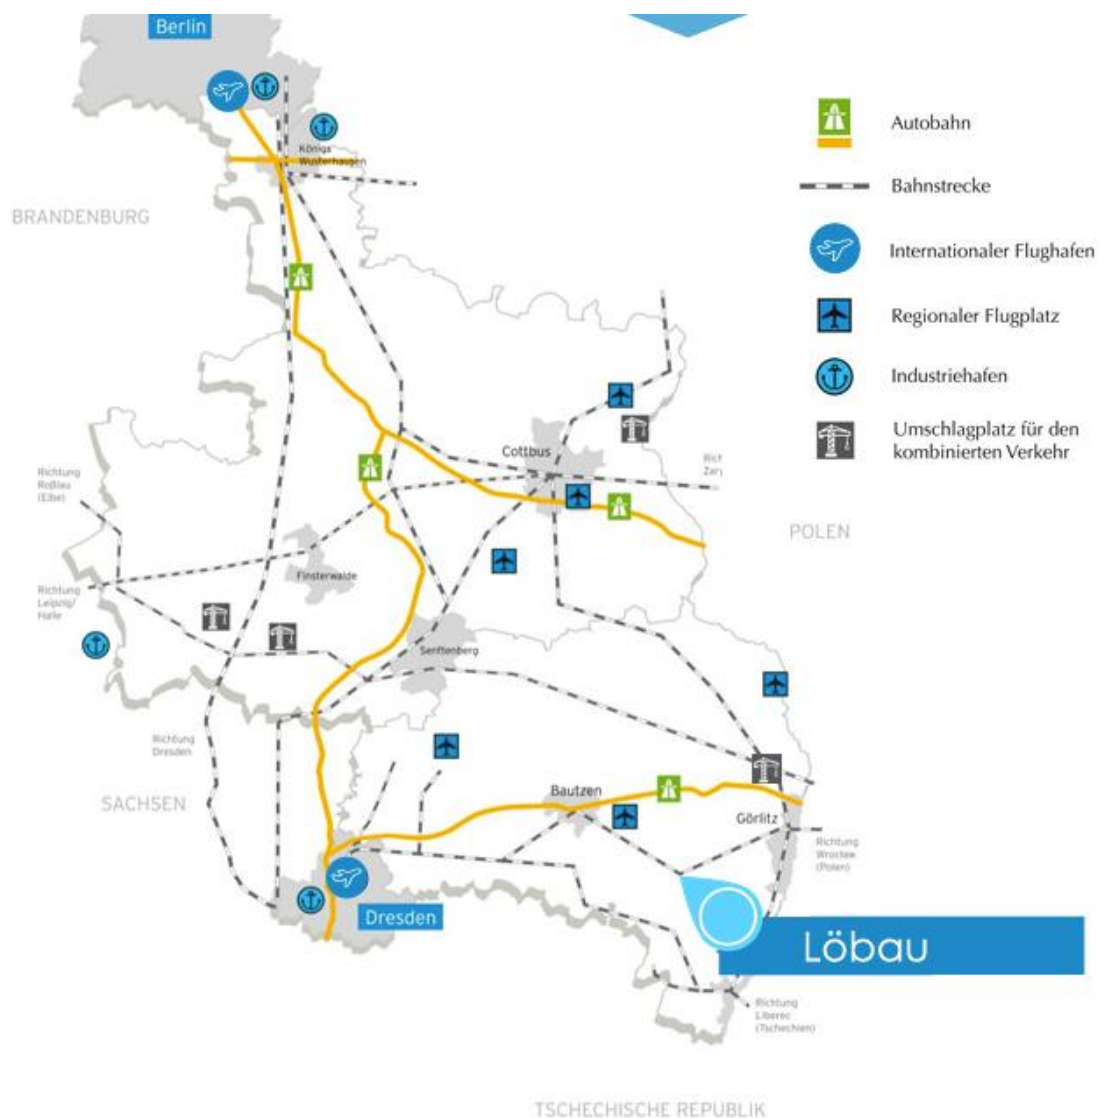 Berlin
Autobahn
Königs
Wusterhausen
Bahnstrecke
BRANDENBURG
Internationaler Flughafen
Regionaler Flugplatz
Industriehafen
Umschlagplatz für den
kombinierten Verkehr
Cottbus
Richtung
Roßlau
(Elbe)
POLEN
Finsterwalde
Richtung
Leipzig/
Halle
Senftenberg
Richtung
Dresden
SACHSEN
Bautzen
Görlitz
Richtung
Wrocław
(Polen)
Dresden
Löbau
Richtung
Liberec
(Tschechien)
TSCHECHISCHE REPUBLIK